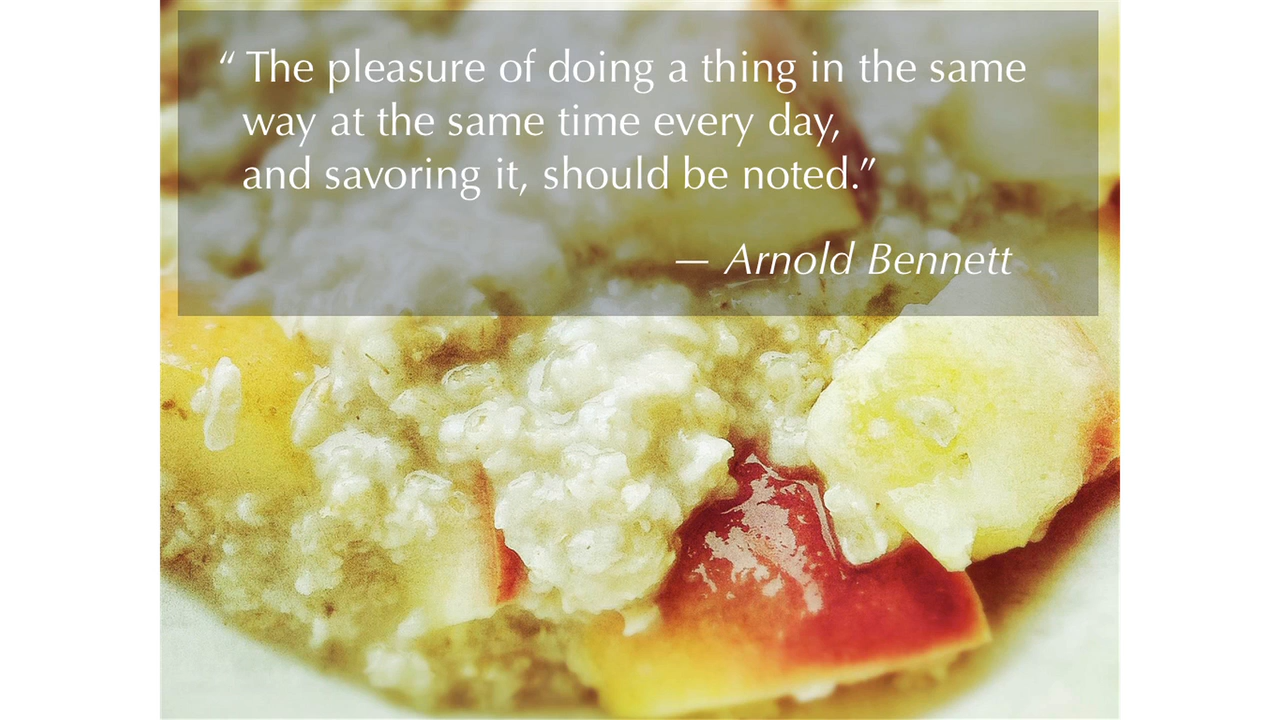 “ The pleasure of doing a thing in the same
way at the same time every day,
and savoring it, should be noted.”
— Arnold Bennett